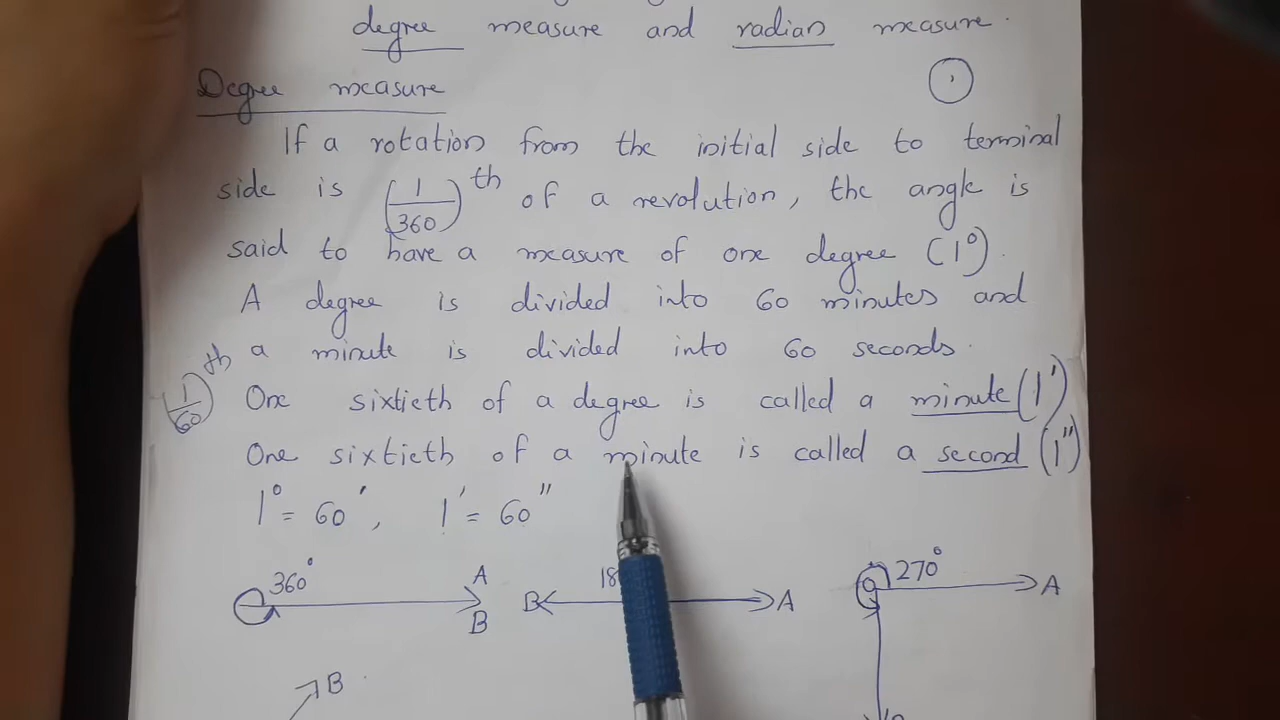 degree measure and radian measure.
Degree measure
1
If a rotation from the initial side to terminal
side is (1/360)th of a revolution, the angle is
said to have a measure of one degree (1°).
A degree is divided into 60 minutes and
a minute is divided into 60 seconds.
(1/60)th One sixtieth of a degree is called a minute (1′)
One sixtieth of a minute is called a second (1″)
1° = 60′, 1′ = 60″
360° A B
B A
270° A
B